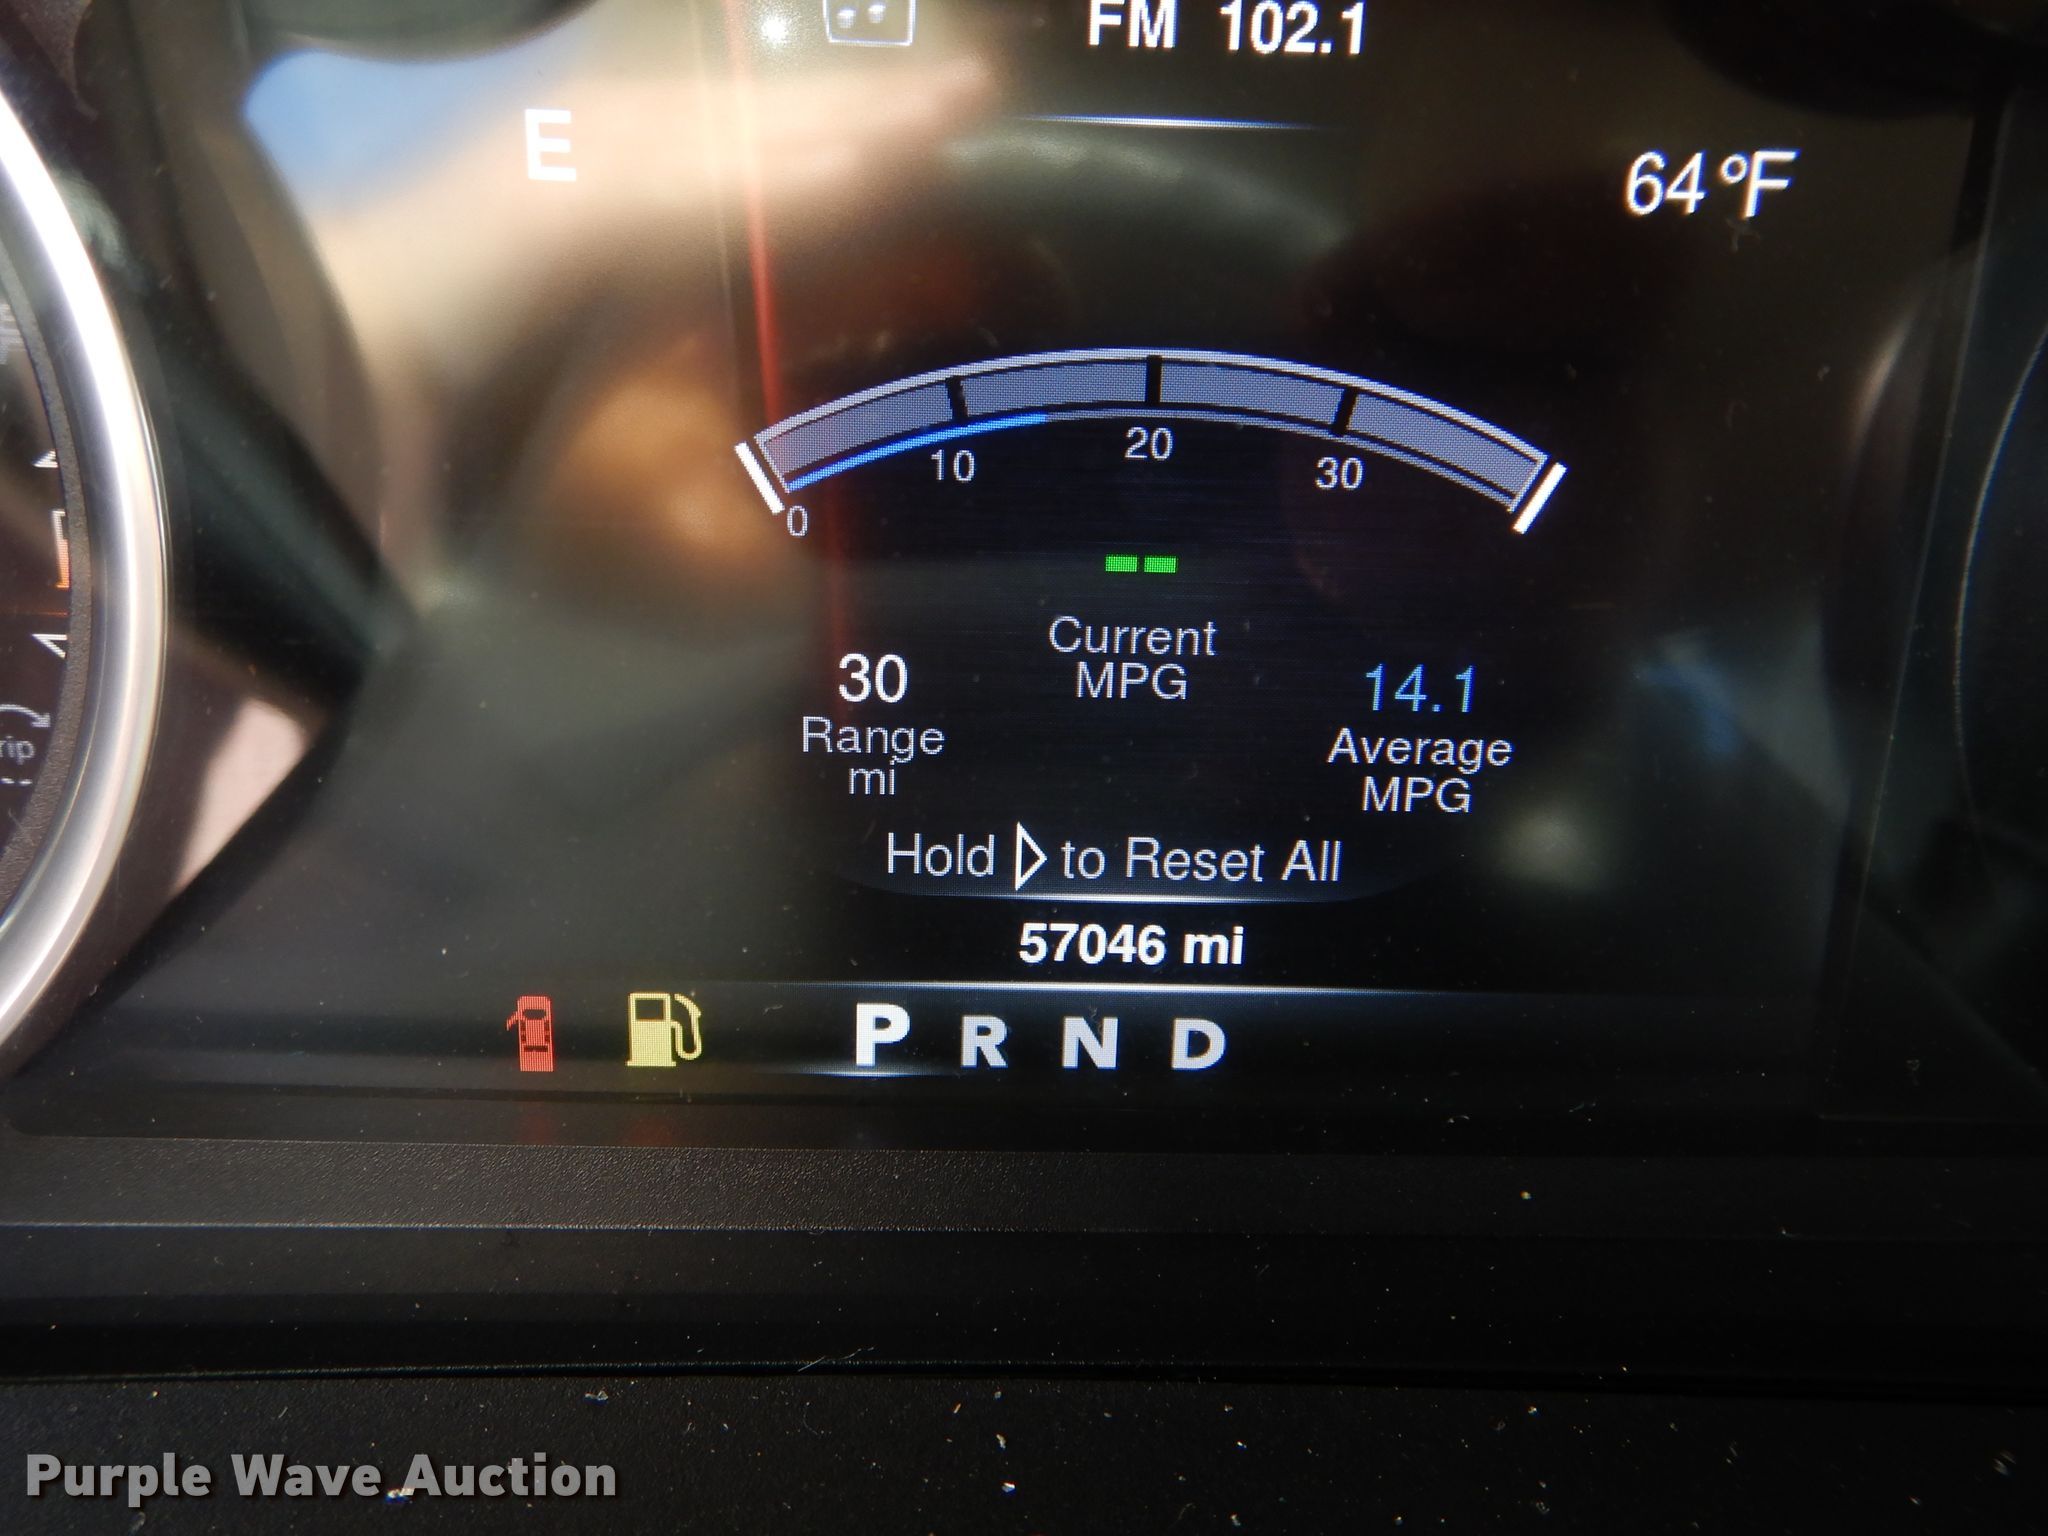 FM 102.1
E
64 °F
0
10
20
30
--
Current
MPG
30
Range
mi
14.1
Average
MPG
Hold ▷ to Reset All
57046 mi
P R N D
Purple Wave Auction